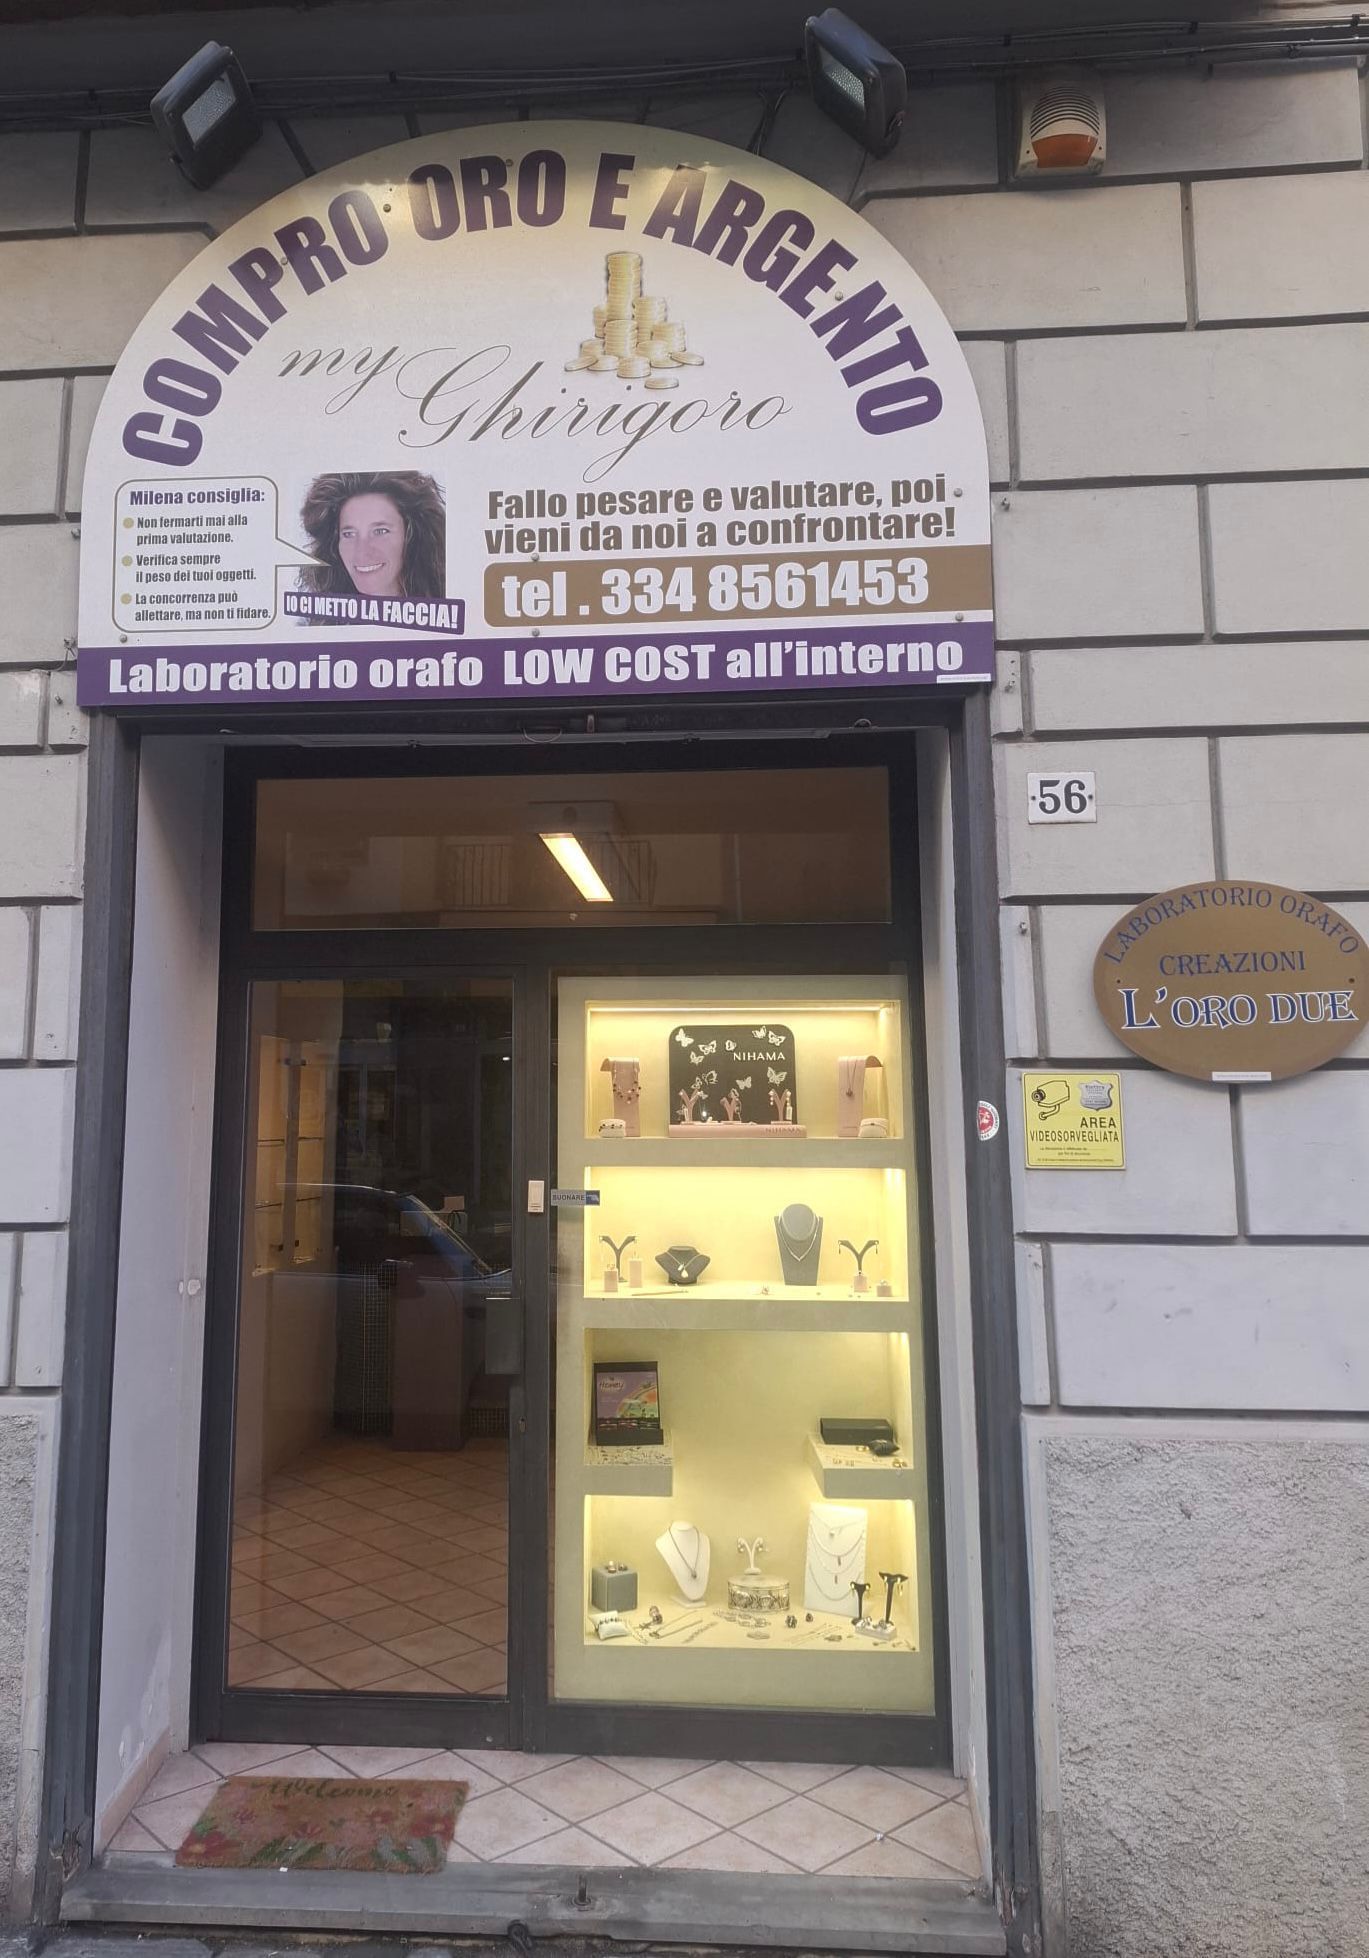 COMPRO ORO E ARGENTO
my Ghirigoro
Milena consiglia:
Non fermarti mai alla
prima valutazione.
Verifica sempre
il peso dei tuoi oggetti.
La concorrenza può
allettare, ma non ti fidare.
IO CI METTO LA FACCIA!
Fallo pesare e valutare, poi
vieni da noi a confrontare!
tel . 334 8561453
Laboratorio orafo LOW COST all'interno
56
LABORATORIO ORAFO
CREAZIONI
L'ORO DUE
AREA
VIDEOSORVEGLIATA
NIHAMA
NIHAMA
SUONARE
Welcome